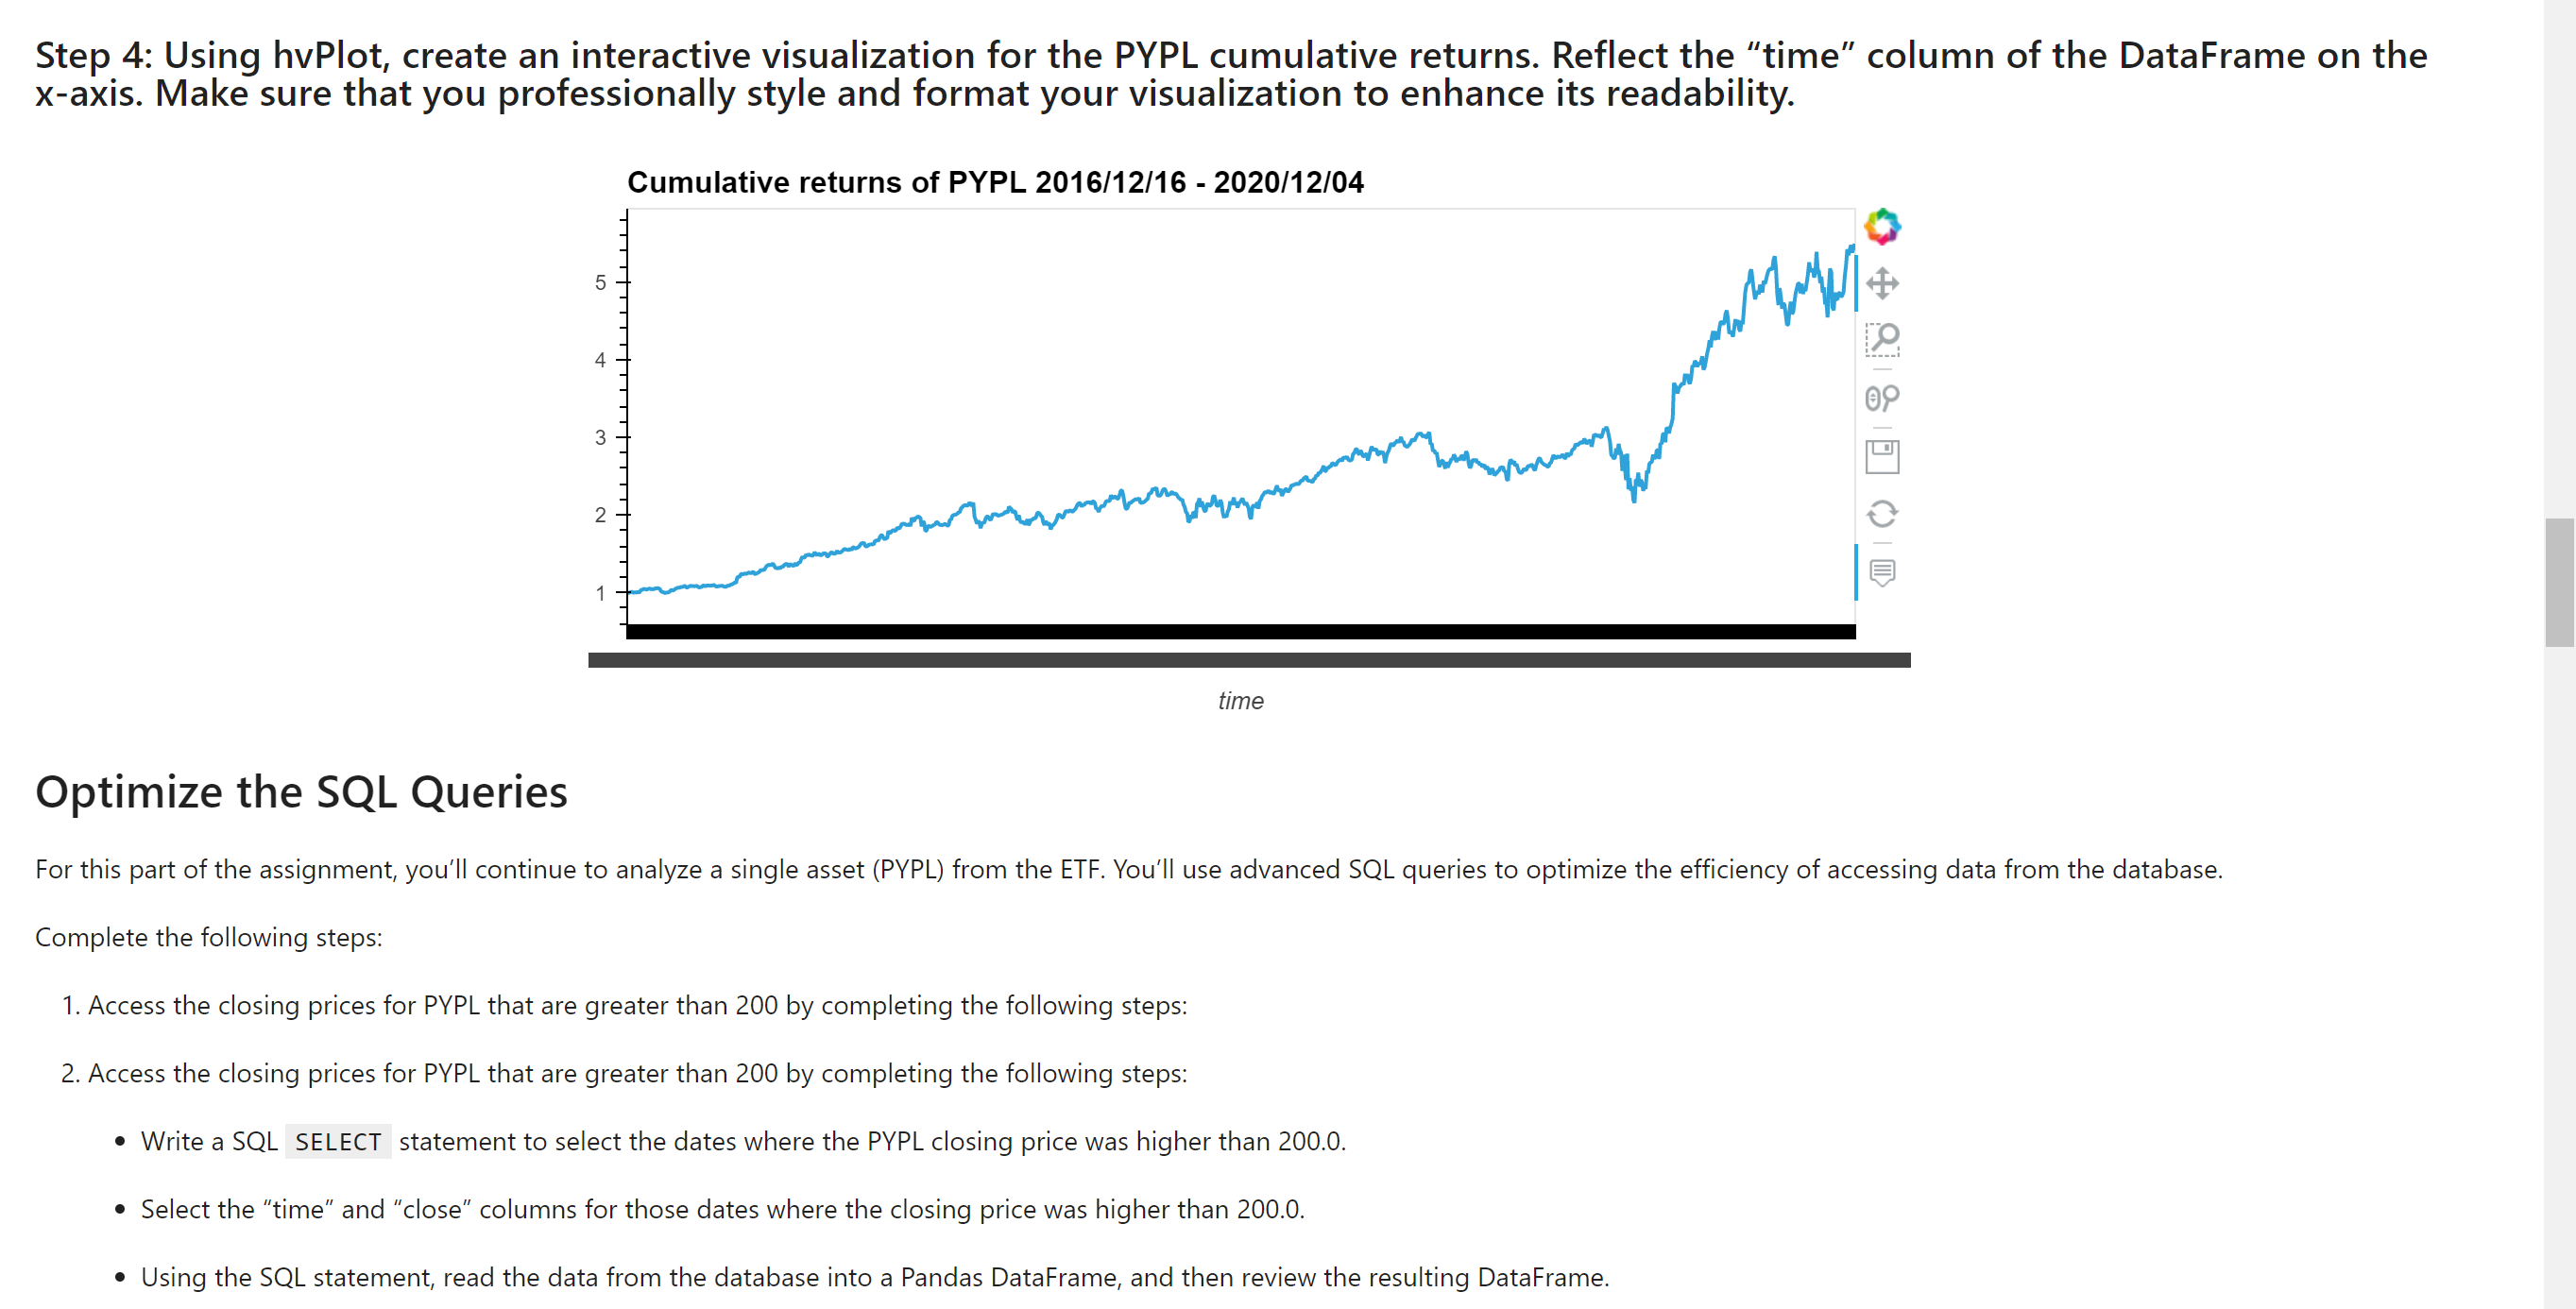 Step 4: Using hvPlot, create an interactive visualization for the PYPL cumulative returns. Reflect the “time” column of the DataFrame on the
x-axis. Make sure that you professionally style and format your visualization to enhance its readability.
Cumulative returns of PYPL 2016/12/16 - 2020/12/04
5
4
3
2
1
time
Optimize the SQL Queries
For this part of the assignment, you’ll continue to analyze a single asset (PYPL) from the ETF. You’ll use advanced SQL queries to optimize the efficiency of accessing data from the database.
Complete the following steps:
1. Access the closing prices for PYPL that are greater than 200 by completing the following steps:
2. Access the closing prices for PYPL that are greater than 200 by completing the following steps:
• Write a SQL SELECT statement to select the dates where the PYPL closing price was higher than 200.0.
• Select the “time” and “close” columns for those dates where the closing price was higher than 200.0.
• Using the SQL statement, read the data from the database into a Pandas DataFrame, and then review the resulting DataFrame.